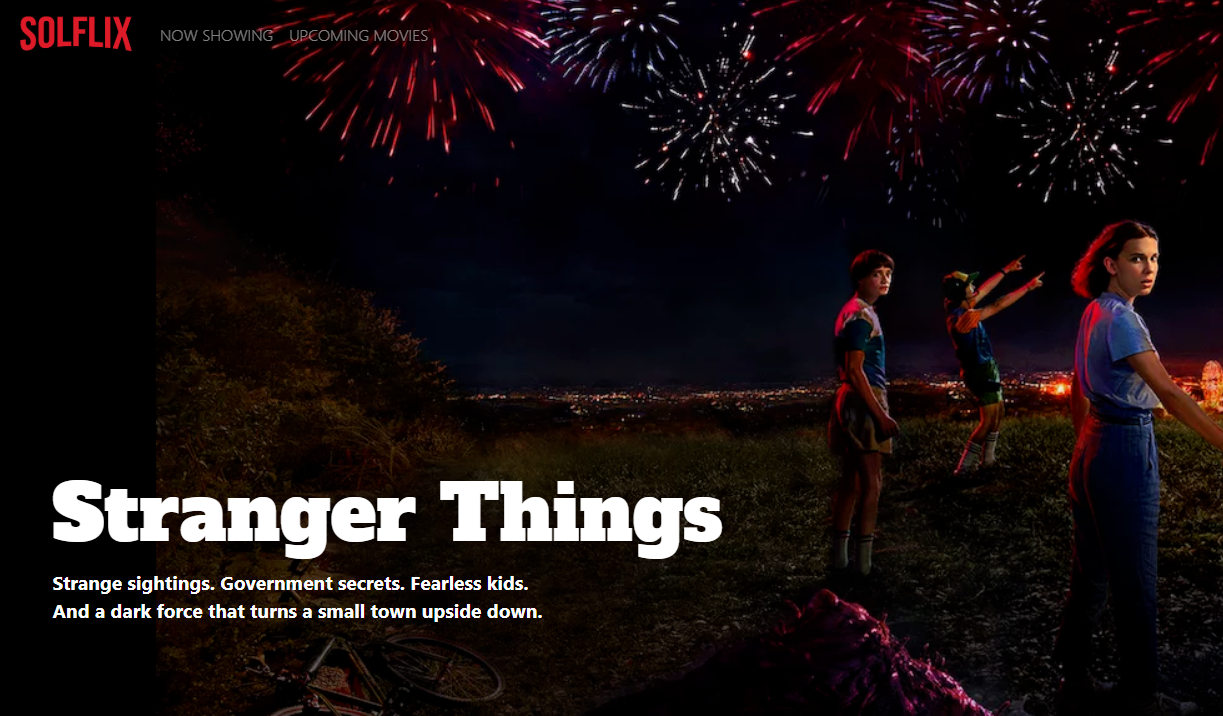 SOLFLIX
NOW SHOWING UPCOMING MOVIES
Stranger Things
Strange sightings. Government secrets. Fearless kids.
And a dark force that turns a small town upside down.